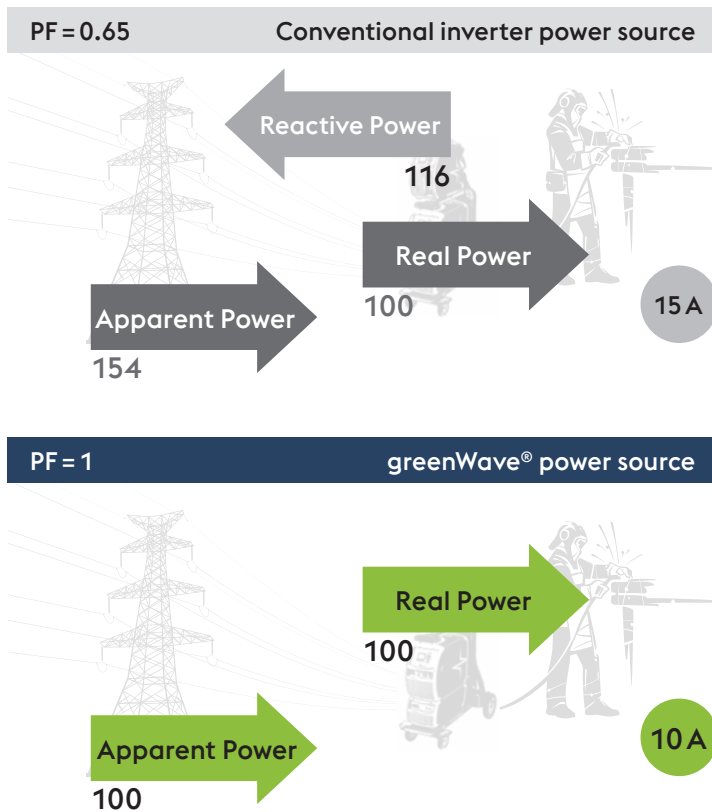 PF = 0.65 Conventional inverter power source
Reactive Power
116
Real Power
100
15 A
Apparent Power
154
PF = 1 greenWave® power source
Real Power
100
10 A
Apparent Power
100